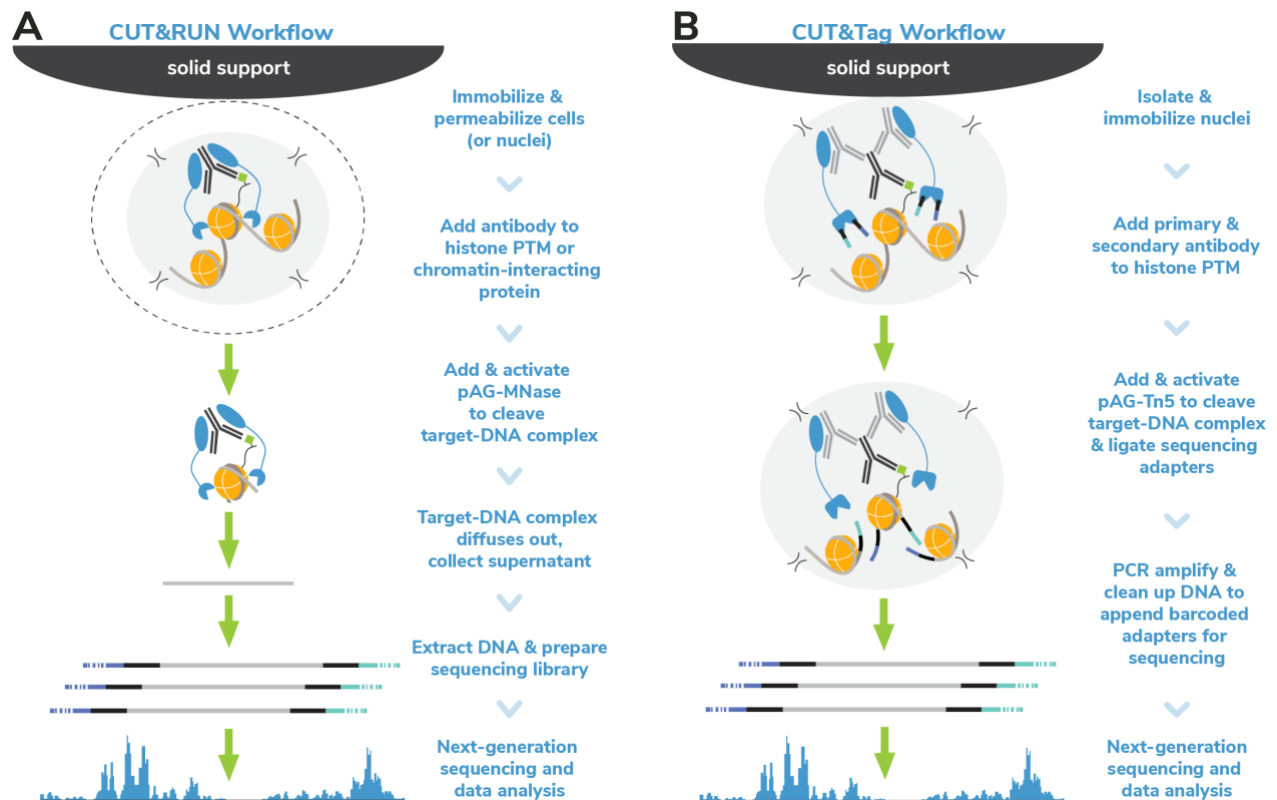 A
CUT&RUN Workflow
solid support
Immobilize &
permeabilize cells
(or nuclei)
Add antibody to
histone PTM or
chromatin-interacting
protein
Add & activate
pAG-MNase
to cleave
target-DNA complex
Target-DNA complex
diffuses out,
collect supernatant
Extract DNA & prepare
sequencing library
Next-generation
sequencing and
data analysis
B
CUT&Tag Workflow
solid support
Isolate &
immobilize nuclei
Add primary &
secondary antibody
to histone PTM
Add & activate
pAG-Tn5 to cleave
target-DNA complex
& ligate sequencing
adapters
PCR amplify &
clean up DNA to
append barcoded
adapters for
sequencing
Next-generation
sequencing and
data analysis